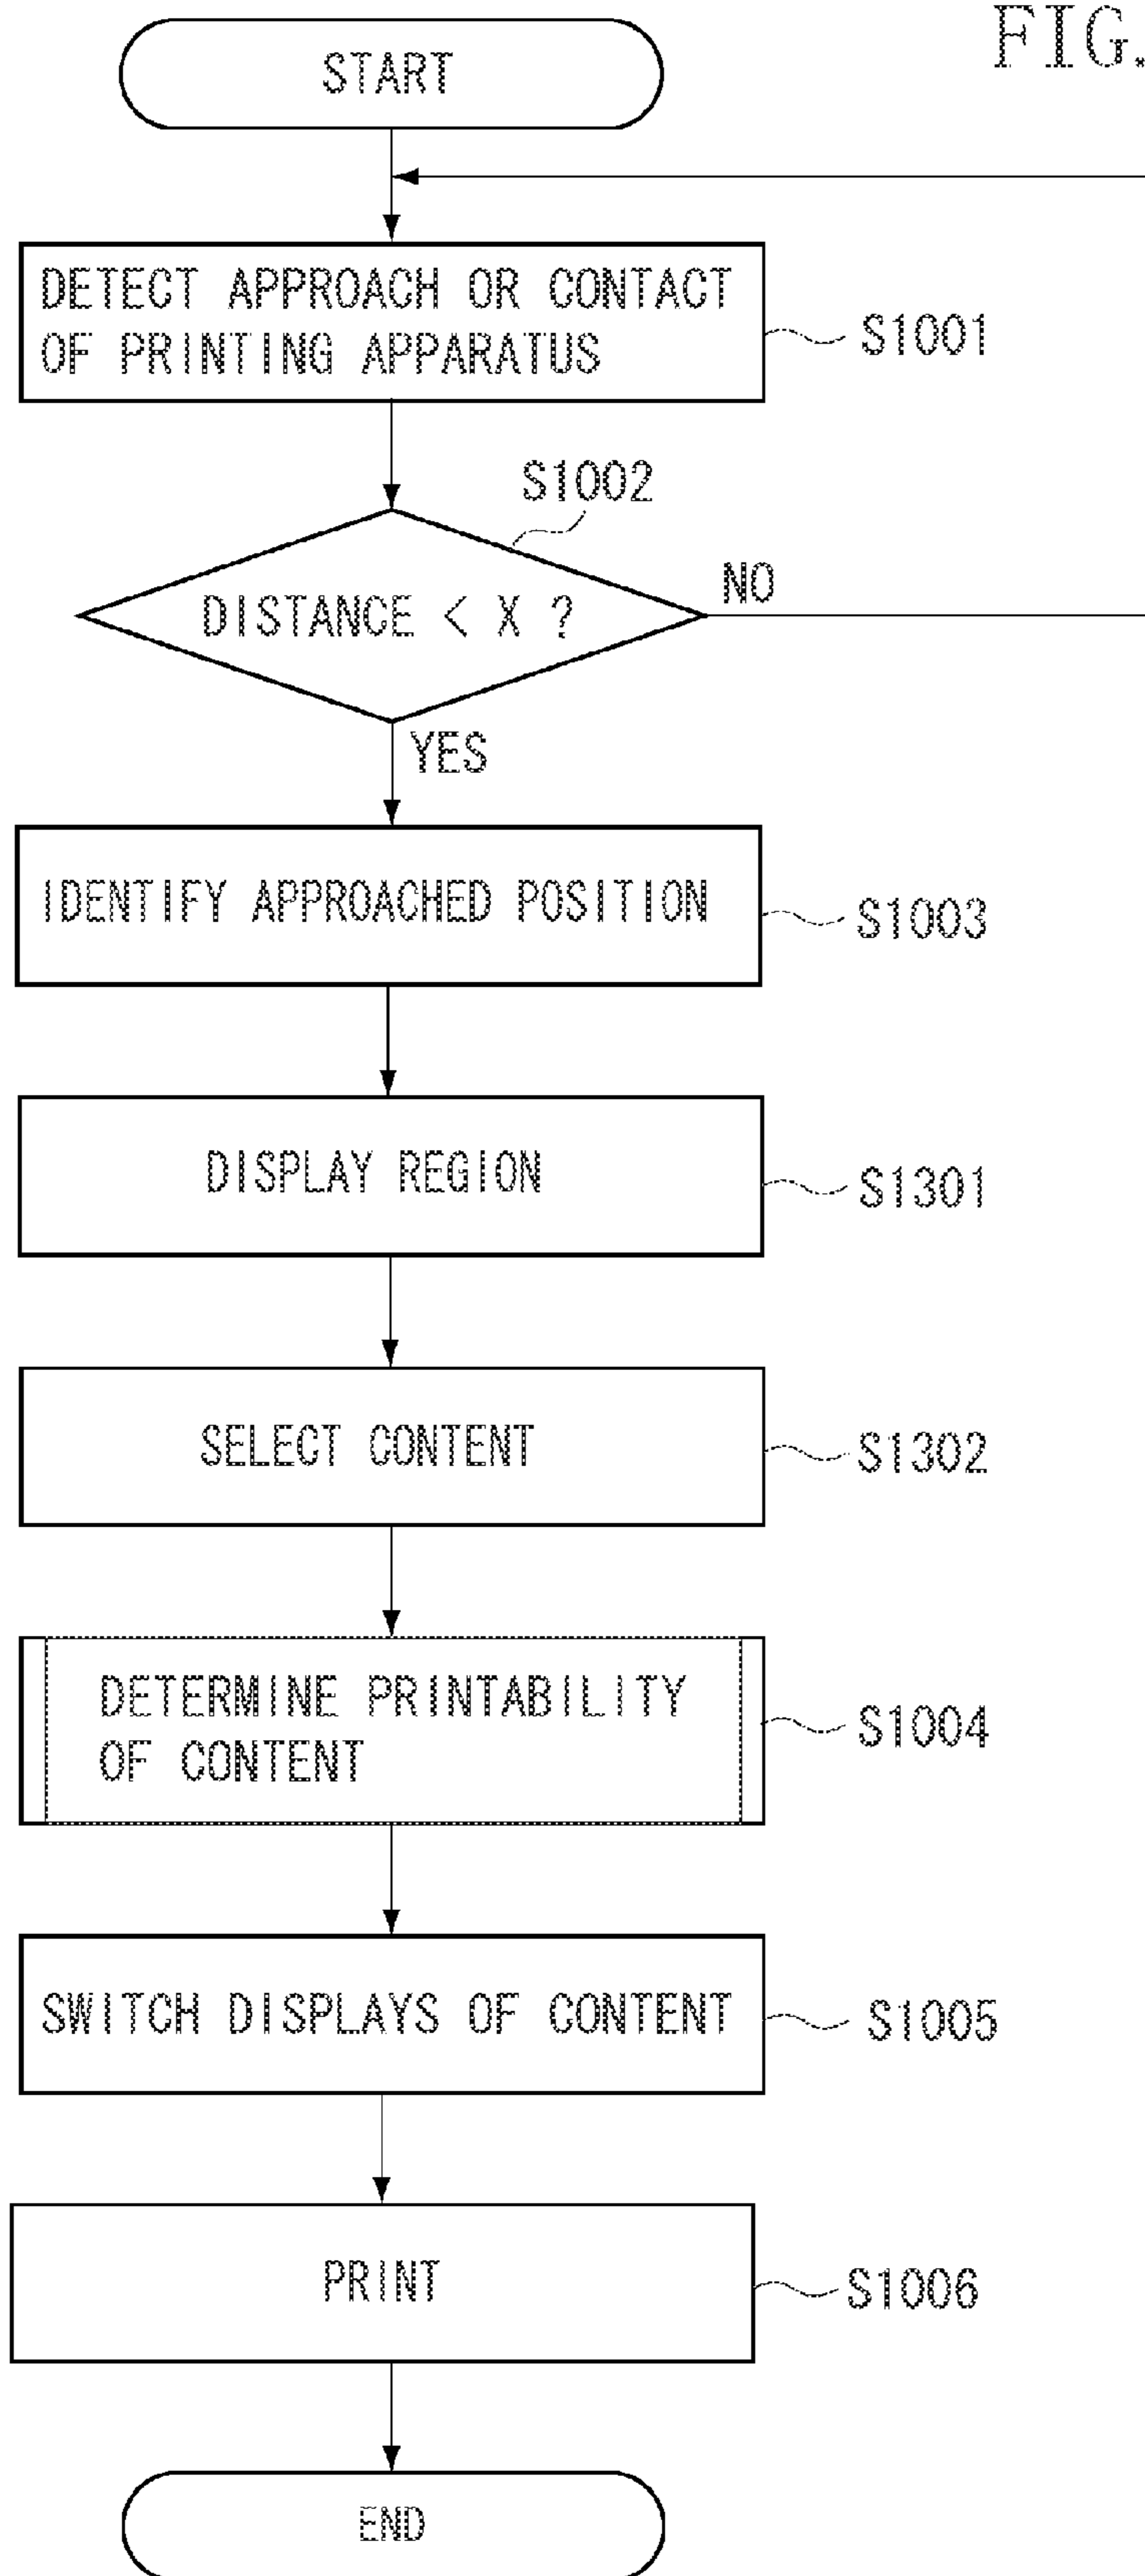 FIG.
START
DETECT APPROACH OR CONTACT
OF PRINTING APPARATUS
S1001
S1002
DISTANCE < X ?
NO
YES
IDENTIFY APPROACHED POSITION
S1003
DISPLAY REGION
S1301
SELECT CONTENT
S1302
DETERMINE PRINTABILITY
OF CONTENT
S1004
SWITCH DISPLAYS OF CONTENT
S1005
PRINT
S1006
END